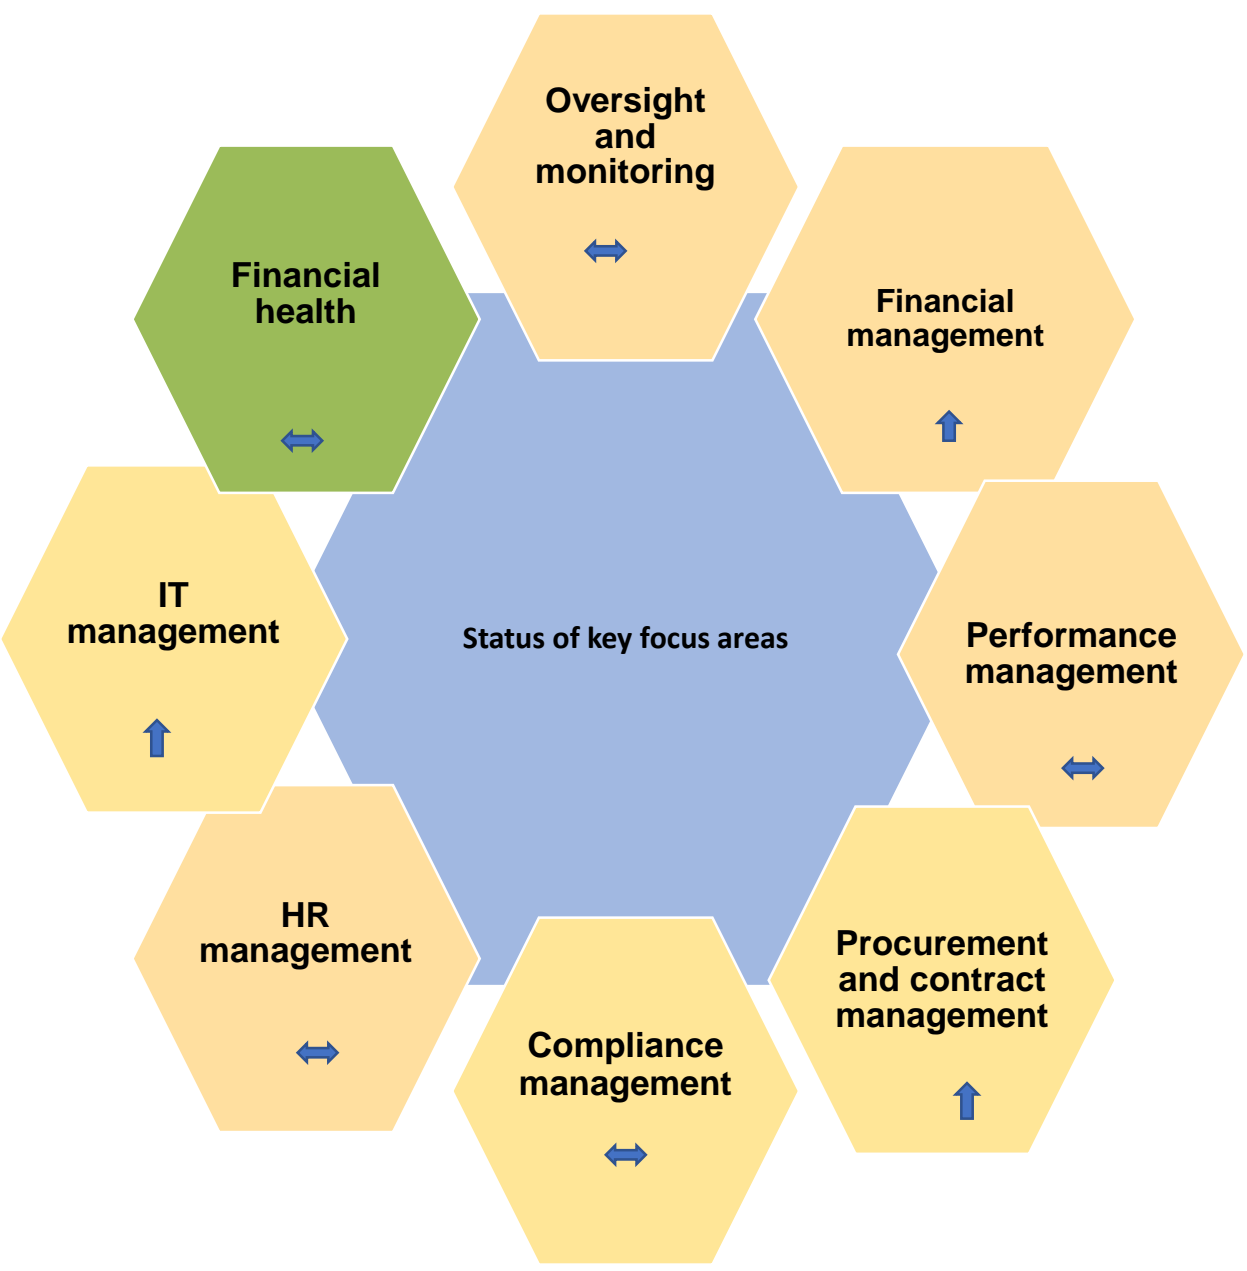 Oversight
and
monitoring
Financial
management
Performance
management
Procurement
and contract
management
Compliance
management
HR
management
IT
management
Financial
health
Status of key focus areas